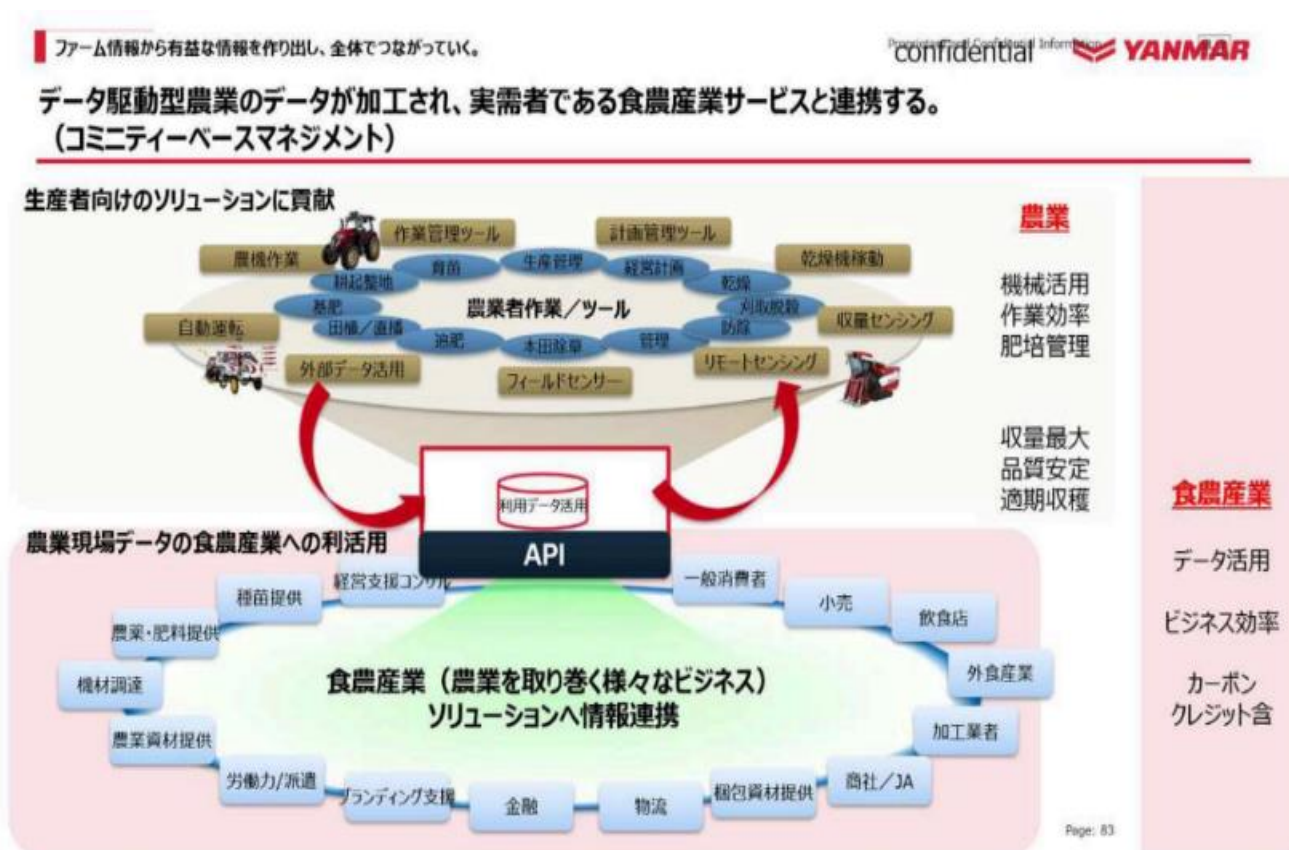 ファーム情報から有益な情報を作り出し、全体でつながっていく。
confidential
YANMAR
データ駆動型農業のデータが加工され、実需者である食農産業サービスと連携する。
（コミニティーベースマネジメント）
生産者向けのソリューションに貢献
作業管理ツール
計画管理ツール
農機作業
乾燥機稼動
育苗
生産管理
経営計画
耕起整地
乾燥
基肥
農業者作業／ツール
刈取脱穀
自動運転
田植／直播
追肥
本田除草
管理
防除
収量センシング
外部データ活用
フィールドセンサー
リモートセンシング
農業
機械活用
作業効率
肥培管理
収量最大
品質安定
適期収穫
利用データ活用
API
農業現場データの食農産業への利活用
経営支援コンサル
一般消費者
種苗提供
小売
農薬・肥料提供
飲食店
機材調達
外食産業
食農産業（農業を取り巻く様々なビジネス）
ソリューションへ情報連携
農業資材提供
加工業者
労働力/派遣
ブランディング支援
金融
物流
梱包資材提供
商社／JA
食農産業
データ活用
ビジネス効率
カーボン
クレジット含
Page: 83